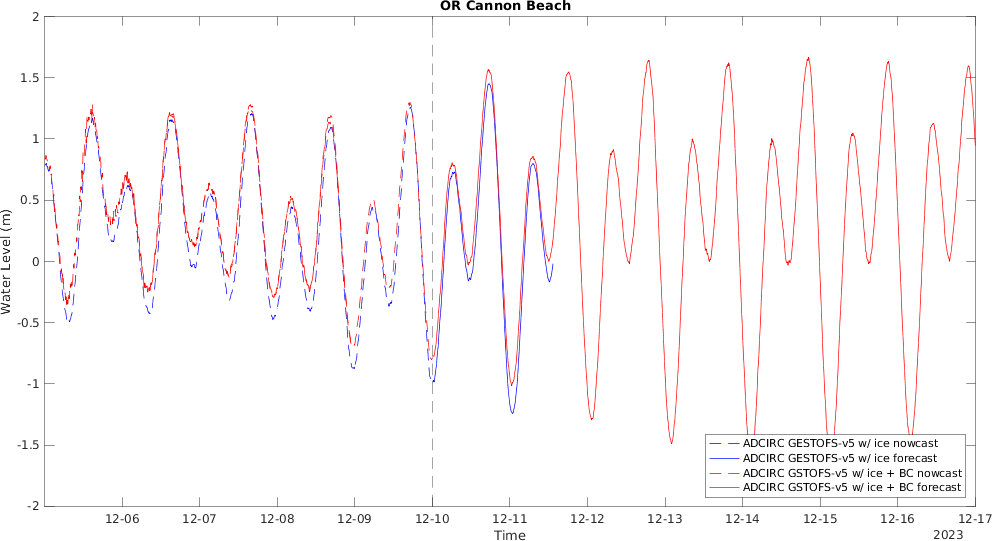 OR Cannon Beach
Water Level (m)
2
1.5
1
0.5
0
-0.5
-1
-1.5
-2
ADCIRC GESTOFS-v5 w/ ice nowcast
ADCIRC GESTOFS-v5 w/ ice forecast
ADCIRC GSTOFS-v5 w/ ice + BC nowcast
ADCIRC GSTOFS-v5 w/ ice + BC forecast
12-06 12-07 12-08 12-09 12-10 12-11 12-12 12-13 12-14 12-15 12-16 12-17
Time
2023